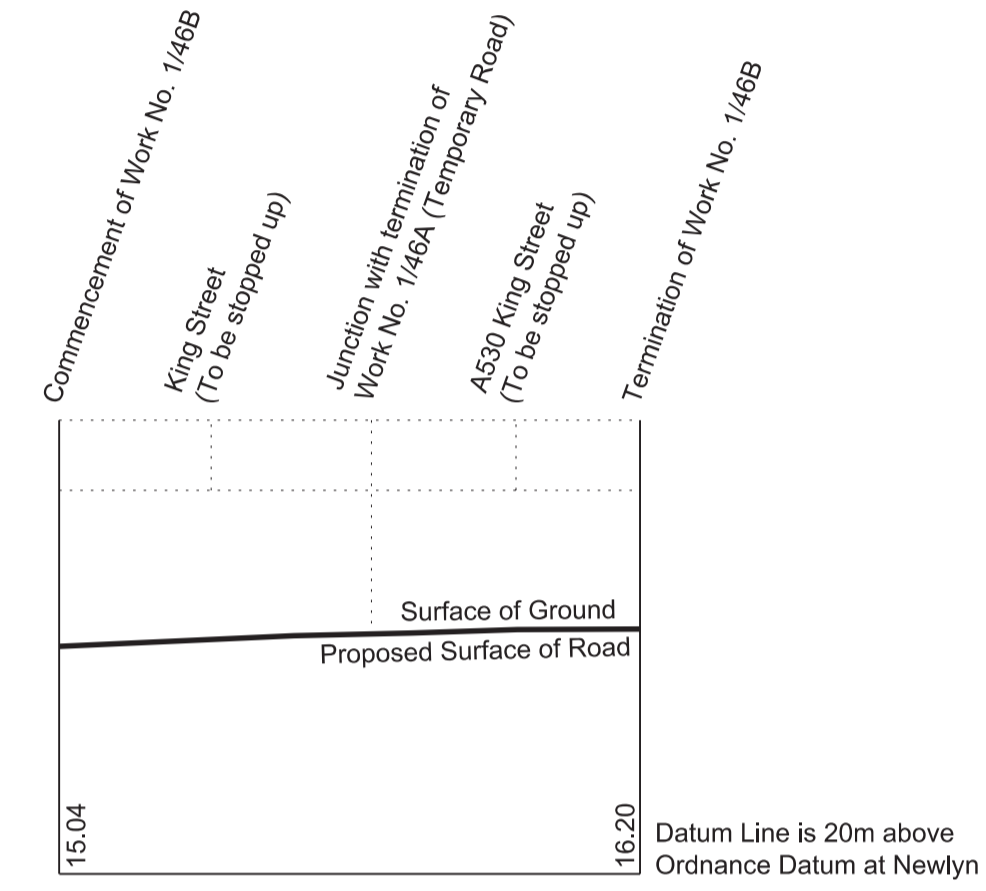 Commencement of Work No. 1/46B
King Street
(To be stopped up)
Junction with termination of
Work No. 1/46A (Temporary Road)
A530 King Street
(To be stopped up)
Termination of Work No. 1/46B
Surface of Ground
Proposed Surface of Road
15.04
16.20
Datum Line is 20m above
Ordnance Datum at Newlyn